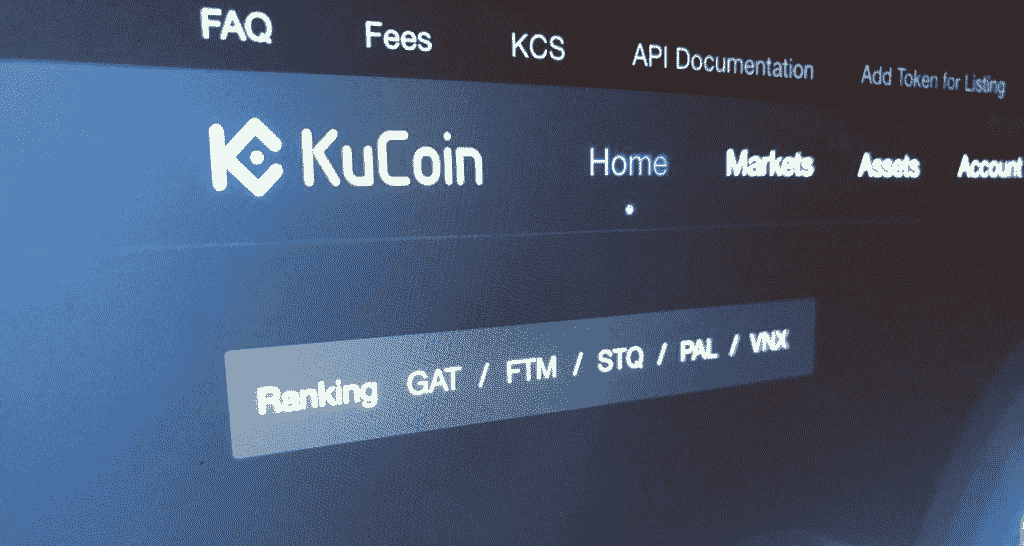 FAQ Fees KCS API Documentation Add Token for Listing
KuCoin Home Markets Assets Account
Ranking GAT / FTM / STQ / PAL / VNX